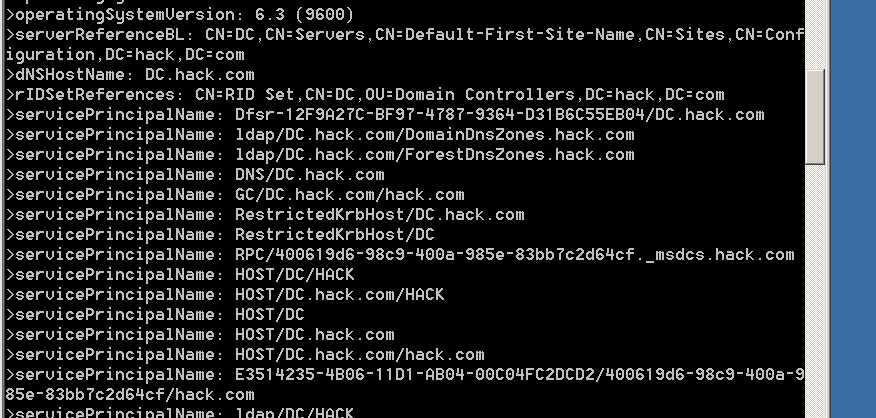 >operatingSystemVersion: 6.3 (9600)
>serverReferenceBL: CN=DC,CN=Servers,CN=Default-First-Site-Name,CN=Sites,CN=Conf
iguration,DC=hack,DC=com
>dNSHostName: DC.hack.com
>rIDSetReferences: CN=RID Set,CN=DC,OU=Domain Controllers,DC=hack,DC=com
>servicePrincipalName: Dfsr-12F9A27C-BF97-4787-9364-D31B6C55EB04/DC.hack.com
>servicePrincipalName: ldap/DC.hack.com/DomainDnsZones.hack.com
>servicePrincipalName: ldap/DC.hack.com/ForestDnsZones.hack.com
>servicePrincipalName: DNS/DC.hack.com
>servicePrincipalName: GC/DC.hack.com/hack.com
>servicePrincipalName: RestrictedKrbHost/DC.hack.com
>servicePrincipalName: RestrictedKrbHost/DC
>servicePrincipalName: RPC/400619d6-98c9-400a-985e-83bb7c2d64cf._msdcs.hack.com
>servicePrincipalName: HOST/DC/HACK
>servicePrincipalName: HOST/DC.hack.com/HACK
>servicePrincipalName: HOST/DC
>servicePrincipalName: HOST/DC.hack.com
>servicePrincipalName: HOST/DC.hack.com/hack.com
>servicePrincipalName: E3514235-4B06-11D1-AB04-00C04FC2DCD2/400619d6-98c9-400a-9
85e-83bb7c2d64cf/hack.com
>servicePrincipalName: ldap/DC/HACK